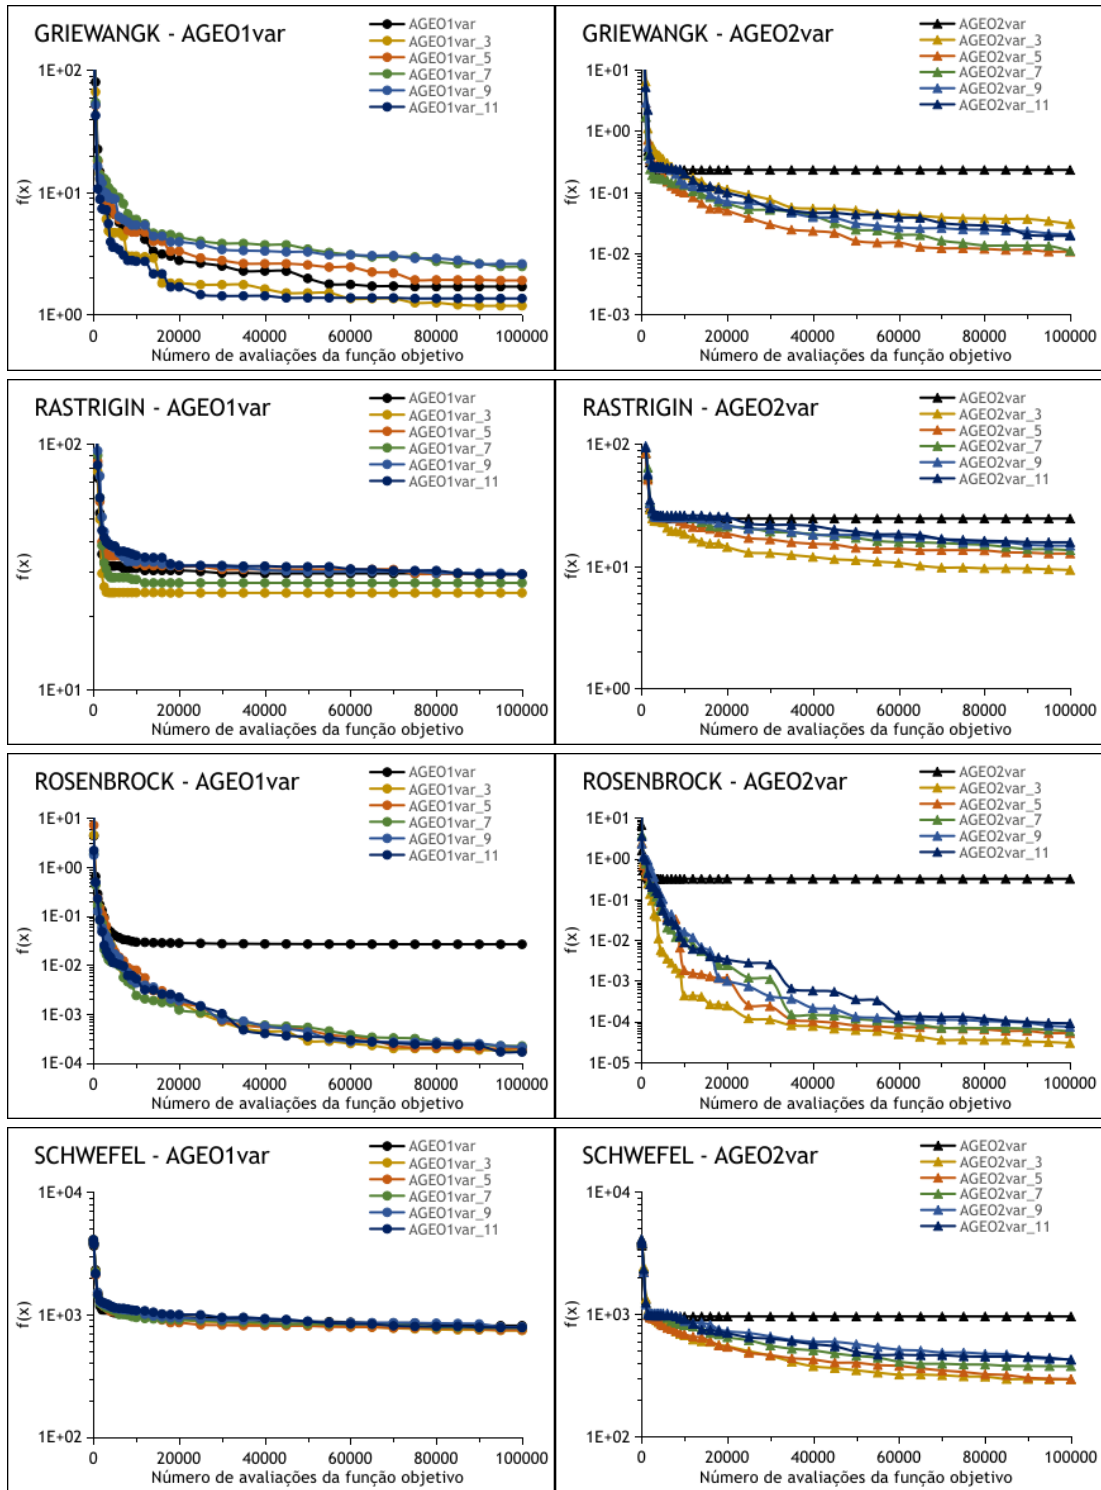 GRIEWANGK - AGEO1var
AGEO1var
AGEO1var_3
AGEO1var_5
AGEO1var_7
AGEO1var_9
AGEO1var_11
1E+02
1E+01
1E+00
f(x)
0 20000 40000 60000 80000 100000
Número de avaliações da função objetivo
GRIEWANGK - AGEO2var
AGEO2var
AGEO2var_3
AGEO2var_5
AGEO2var_7
AGEO2var_9
AGEO2var_11
1E+01
1E+00
1E-01
1E-02
1E-03
f(x)
0 20000 40000 60000 80000 100000
Número de avaliações da função objetivo
RASTRIGIN - AGEO1var
AGEO1var
AGEO1var_3
AGEO1var_5
AGEO1var_7
AGEO1var_9
AGEO1var_11
1E+02
1E+01
f(x)
0 20000 40000 60000 80000 100000
Número de avaliações da função objetivo
RASTRIGIN - AGEO2var
AGEO2var
AGEO2var_3
AGEO2var_5
AGEO2var_7
AGEO2var_9
AGEO2var_11
1E+02
1E+01
1E+00
f(x)
0 20000 40000 60000 80000 100000
Número de avaliações da função objetivo
ROSENBROCK - AGEO1var
AGEO1var
AGEO1var_3
AGEO1var_5
AGEO1var_7
AGEO1var_9
AGEO1var_11
1E+01
1E+00
1E-01
1E-02
1E-03
1E-04
f(x)
0 20000 40000 60000 80000 100000
Número de avaliações da função objetivo
ROSENBROCK - AGEO2var
AGEO2var
AGEO2var_3
AGEO2var_5
AGEO2var_7
AGEO2var_9
AGEO2var_11
1E+01
1E+00
1E-01
1E-02
1E-03
1E-04
1E-05
f(x)
0 20000 40000 60000 80000 100000
Número de avaliações da função objetivo
SCHWEFEL - AGEO1var
AGEO1var
AGEO1var_3
AGEO1var_5
AGEO1var_7
AGEO1var_9
AGEO1var_11
1E+04
1E+03
1E+02
f(x)
0 20000 40000 60000 80000 100000
Número de avaliações da função objetivo
SCHWEFEL - AGEO2var
AGEO2var
AGEO2var_3
AGEO2var_5
AGEO2var_7
AGEO2var_9
AGEO2var_11
1E+04
1E+03
1E+02
f(x)
0 20000 40000 60000 80000 100000
Número de avaliações da função objetivo